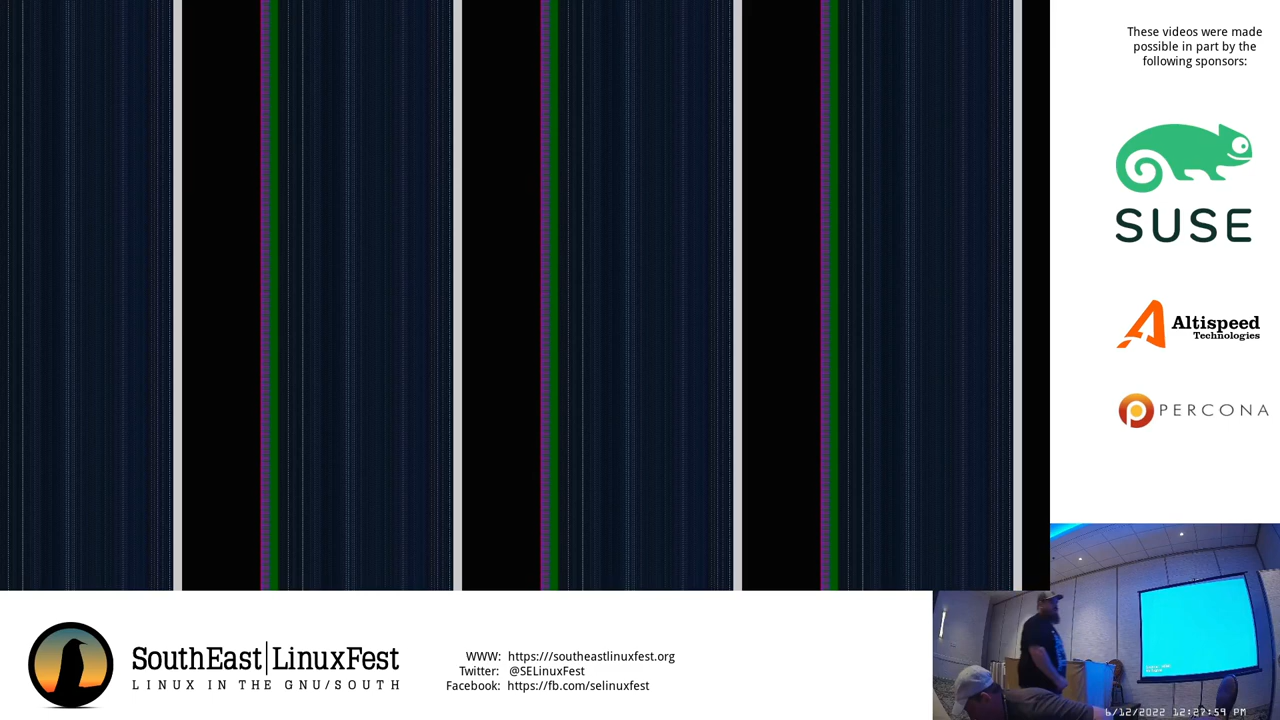 These videos were made
possible in part by the
following sponsors:
SUSE
Altispeed
Technologies
PERCONA
SouthEast LinuxFest
LINUX IN THE GNU/SOUTH
WWW: https:///southeastlinuxfest.org
Twitter: @SELinuxFest
Facebook: https://fb.com/selinuxfest
6/12/2022 12:27:59 PM